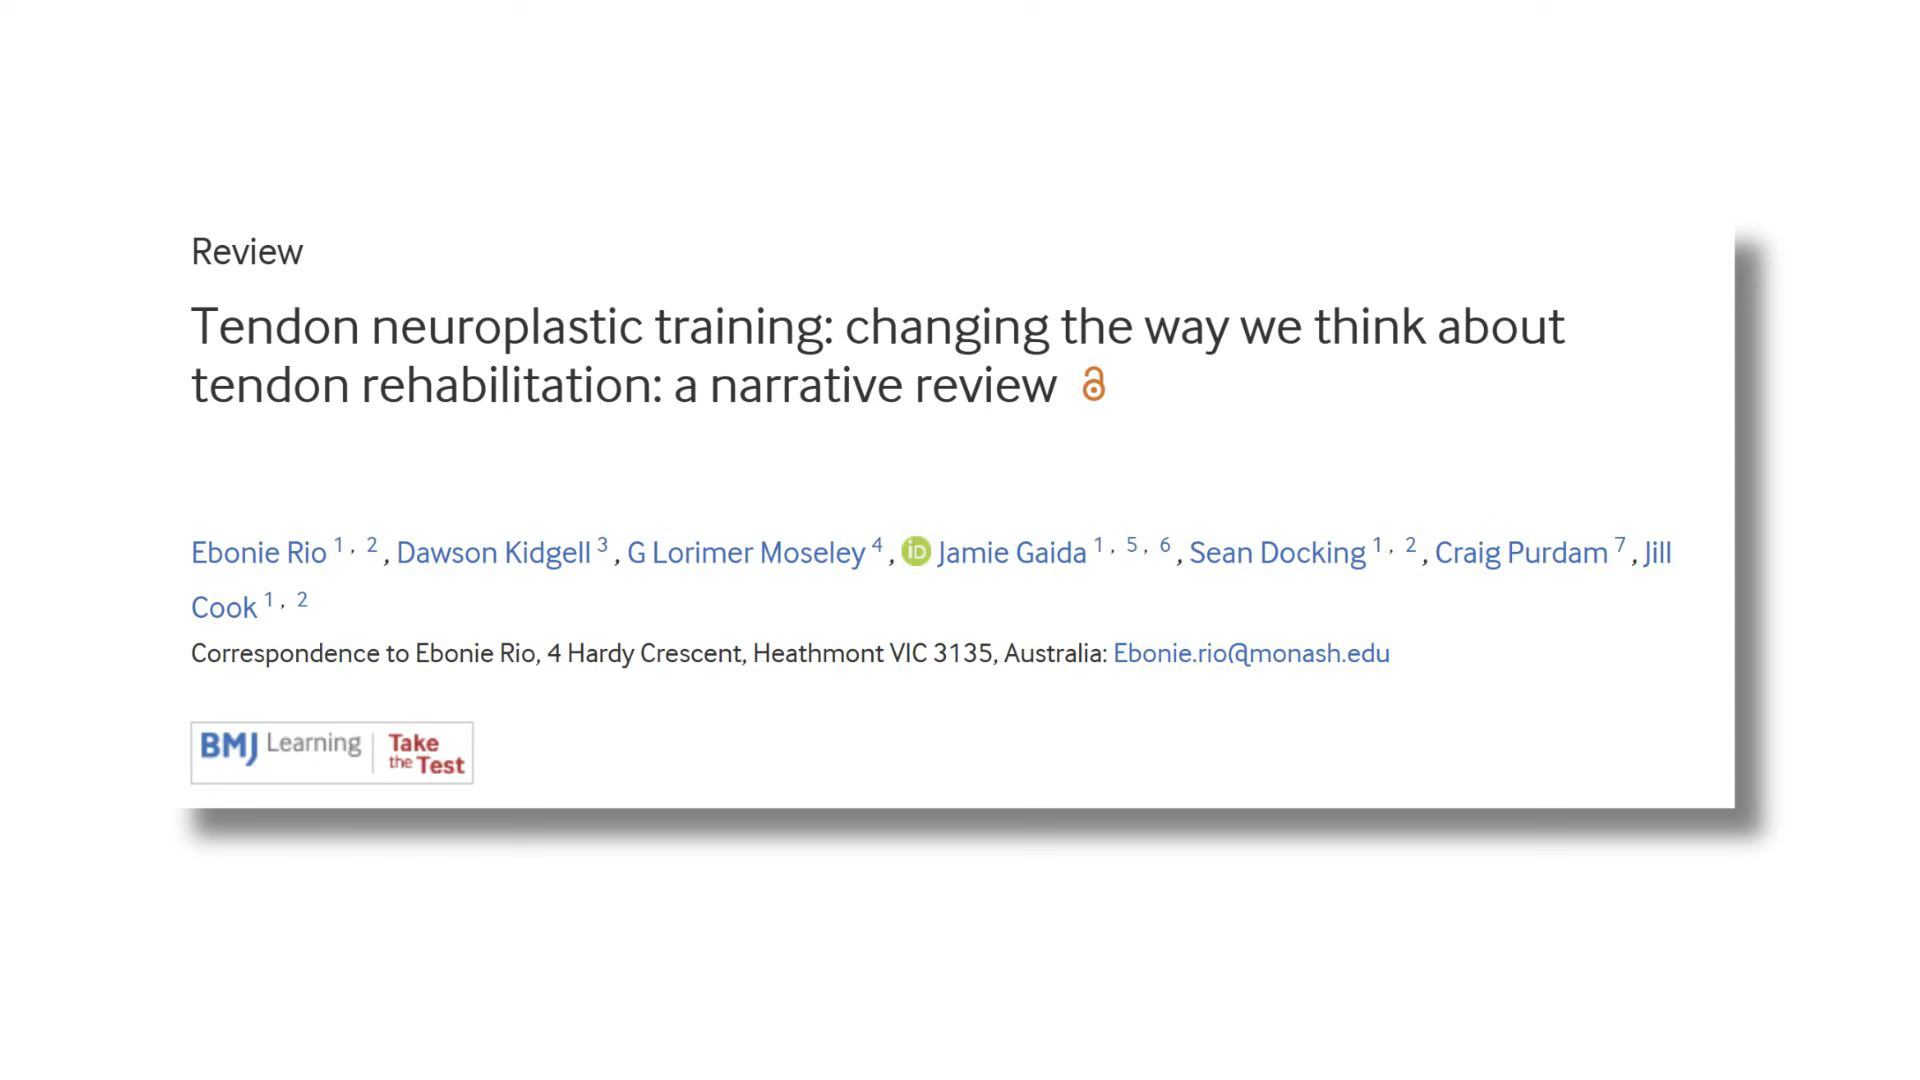 Review
Tendon neuroplastic training: changing the way we think about
tendon rehabilitation: a narrative review
Ebonie Rio 1, 2, Dawson Kidgell 3, G Lorimer Moseley 4, iD Jamie Gaida 1, 5, 6, Sean Docking 1, 2, Craig Purdam 7, Jill
Cook 1, 2
Correspondence to Ebonie Rio, 4 Hardy Crescent, Heathmont VIC 3135, Australia: Ebonie.rio@monash.edu
BMJ Learning | Take
the Test